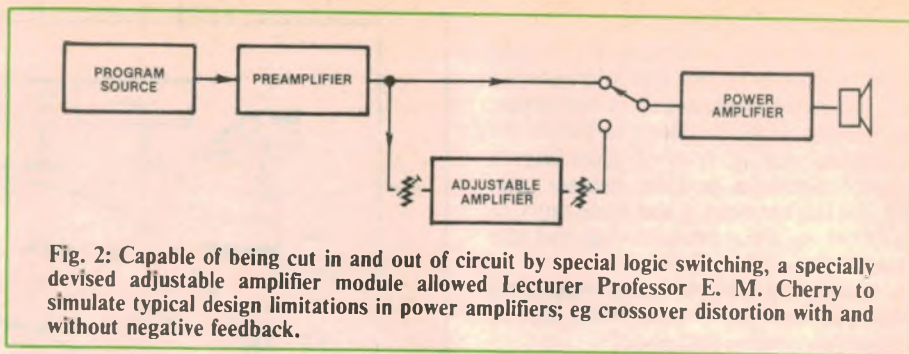 PROGRAM
SOURCE
PREAMPLIFIER
POWER
AMPLIFIER
ADJUSTABLE
AMPLIFIER
Fig. 2: Capable of being cut in and out of circuit by special logic switching, a specially
devised adjustable amplifier module allowed Lecturer Professor E. M. Cherry to
simulate typical design limitations in power amplifiers; eg crossover distortion with and
without negative feedback.